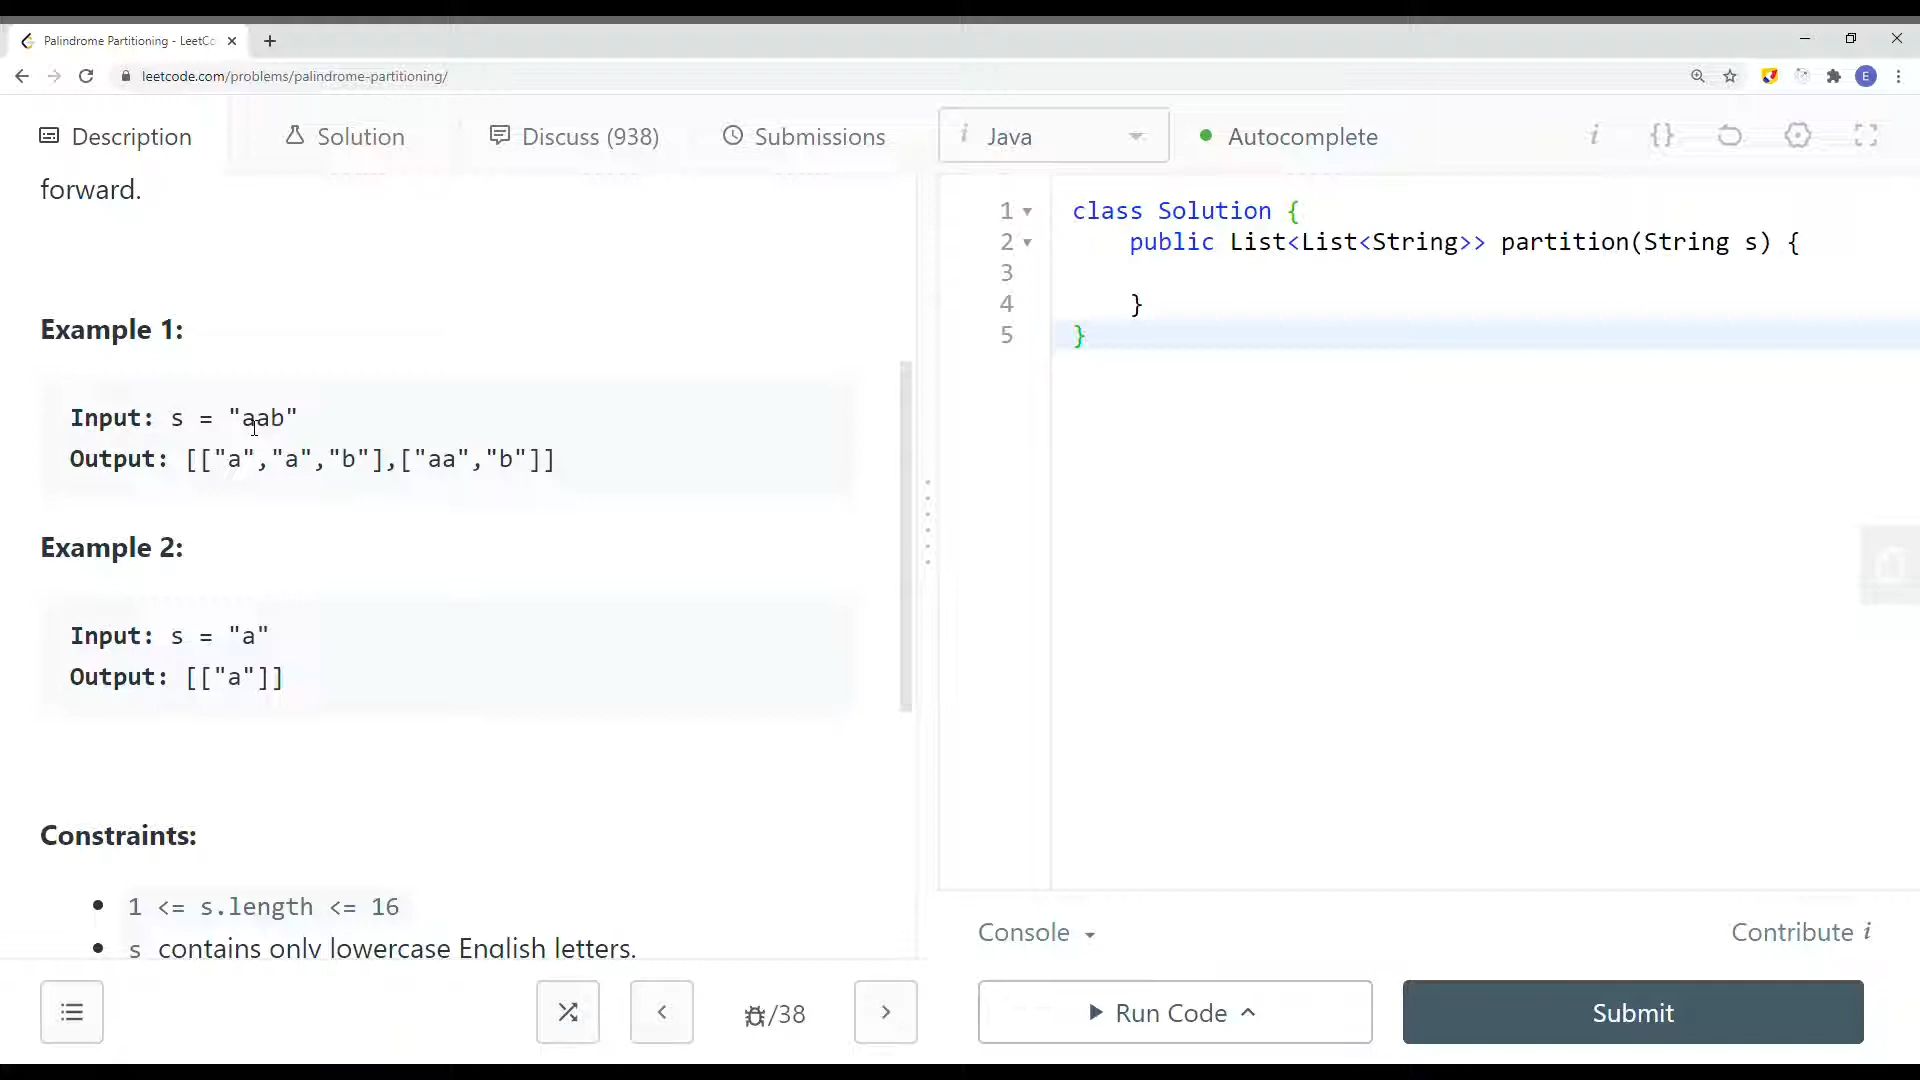 Palindrome Partitioning - LeetCo
leetcode.com/problems/palindrome-partitioning/
E
Description
Solution
Discuss (938)
Submissions
i Java
Autocomplete
i {}
forward.
Example 1:
Input: s = "aab"
Output: [["a","a","b"],["aa","b"]]
Example 2:
Input: s = "a"
Output: [["a"]]
Constraints:
1 <= s.length <= 16
s contains only lowercase English letters.
/38
1 class Solution {
2 public List<List<String>> partition(String s) {
3
4 }
5 }
Console
Contribute i
Run Code
Submit